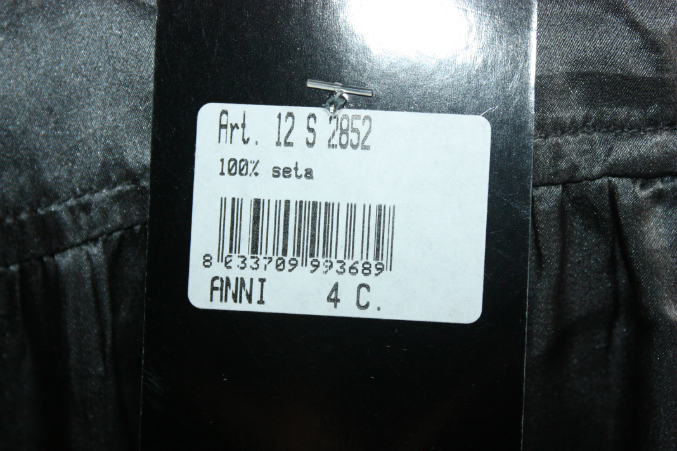 Art. 12 S 2852
100% seta
8 033709 993689
ANNI 4 C.